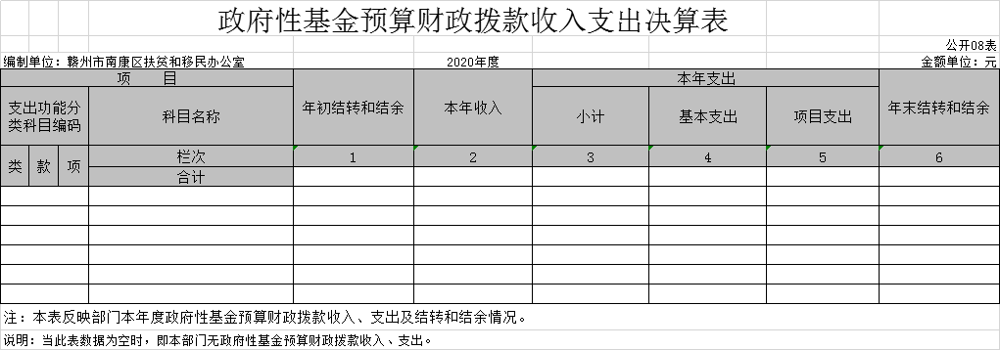 政府性基金预算财政拨款收入支出决算表
公开08表
编制单位：赣州市南康区扶贫和移民办公室 2020年度 金额单位：元
项 目 年初结转和结余 本年收入 本年支出 年末结转和结余
支出功能分类科目编码 科目名称 小计 基本支出 项目支出
类 款 项 栏次 1 2 3 4 5 6
合计
注：本表反映部门本年度政府性基金预算财政拨款收入、支出及结转和结余情况。
说明：当此表数据为空时，即本部门无政府性基金预算财政拨款收入、支出。